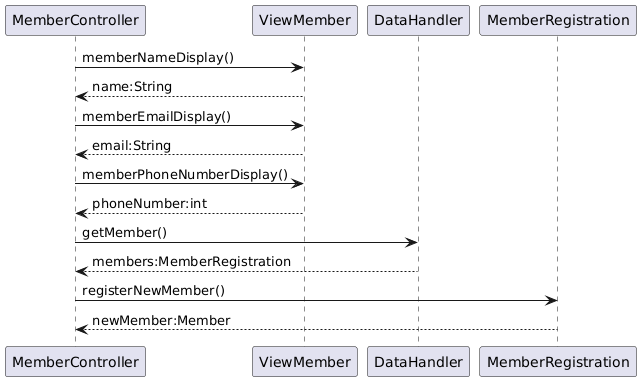 MemberController ViewMember DataHandler MemberRegistration
memberNameDisplay()
name:String
memberEmailDisplay()
email:String
memberPhoneNumberDisplay()
phoneNumber:int
getMember()
members:MemberRegistration
registerNewMember()
newMember:Member
MemberController ViewMember DataHandler MemberRegistration